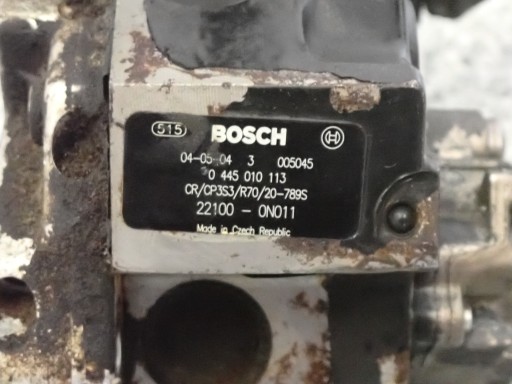 515 BOSCH
04-05-04 3 005045
0 445 010 113
CR/CP3S3/R70/20-789S
22100 - 0N011
Made in Czech Republic